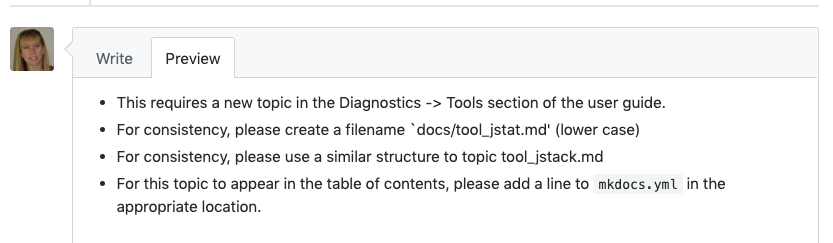 Write Preview
• This requires a new topic in the Diagnostics -> Tools section of the user guide.
• For consistency, please create a filename `docs/tool_jstat.md' (lower case)
• For consistency, please use a similar structure to topic tool_jstack.md
• For this topic to appear in the table of contents, please add a line to mkdocs.yml in the
appropriate location.